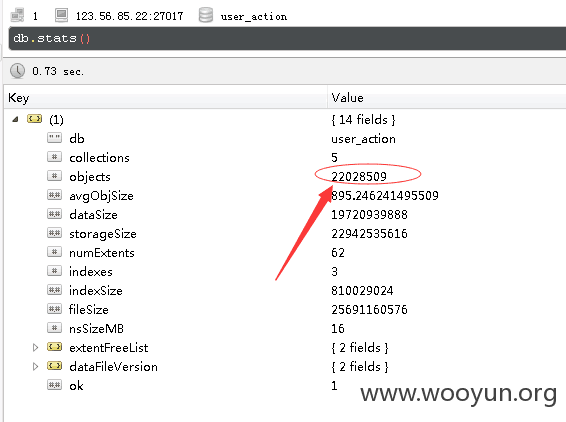 1 123.56.85.22:27017 user_action
db.stats()
0.73 sec.
Key Value
(1) { 14 fields }
db user_action
collections 5
objects 22028509
avgObjSize 895.246241495509
dataSize 19720939888
storageSize 22942535616
numExtents 62
indexes 3
indexSize 810029024
fileSize 25691160576
nsSizeMB 16
extentFreeList { 2 fields }
dataFileVersion { 2 fields }
ok 1
www.wooyun.org